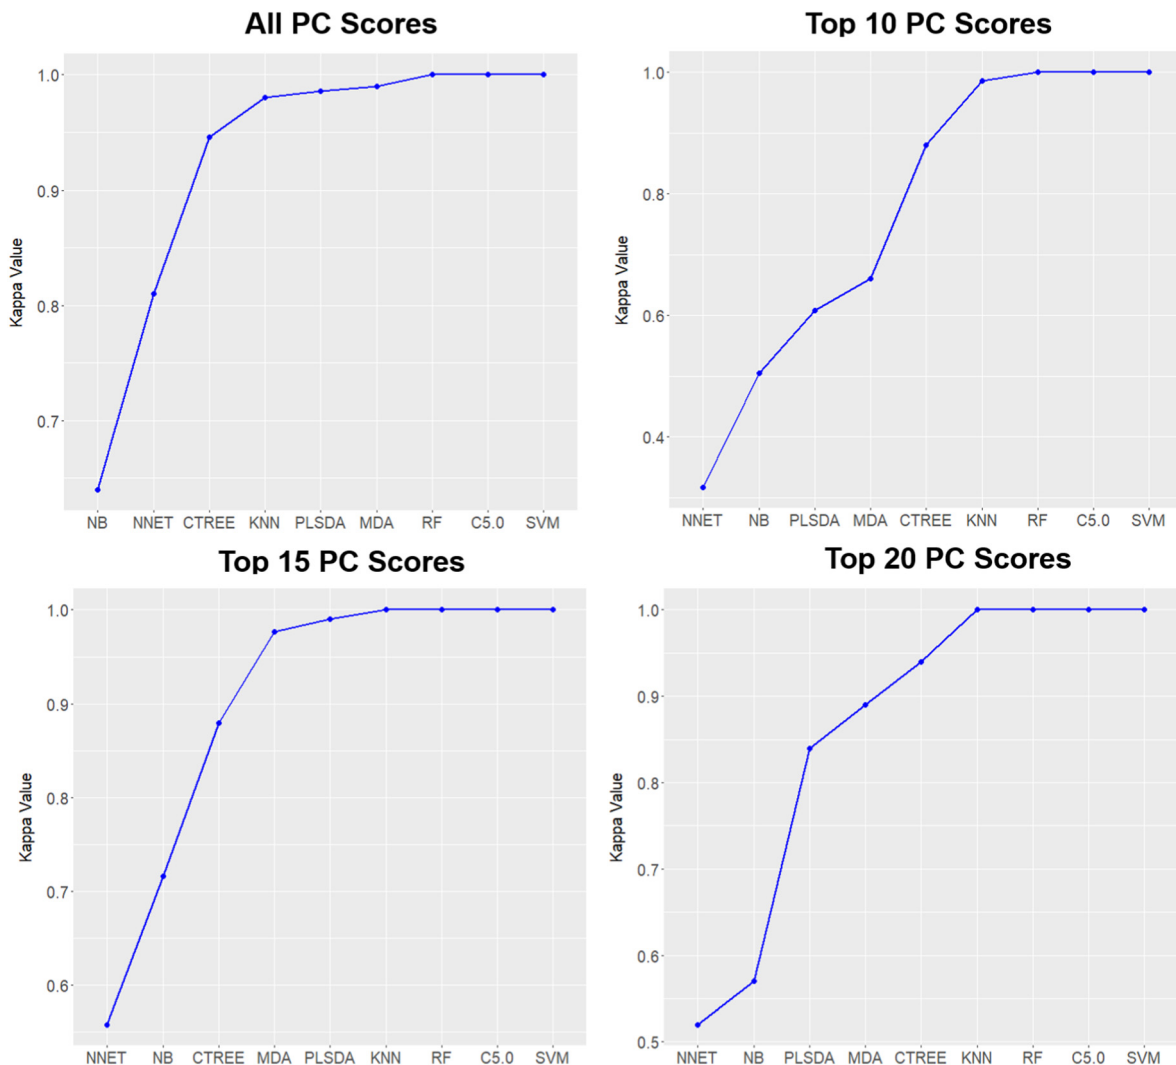 All PC Scores
Kappa Value
1.0
0.9
0.8
0.7
NB NNET CTREE KNN PLSDA MDA RF C5.0 SVM
Top 10 PC Scores
Kappa Value
1.0
0.8
0.6
0.4
NNET NB PLSDA MDA CTREE KNN RF C5.0 SVM
Top 15 PC Scores
Kappa Value
1.0
0.9
0.8
0.7
0.6
NNET NB CTREE MDA PLSDA KNN RF C5.0 SVM
Top 20 PC Scores
Kappa Value
1.0
0.9
0.8
0.7
0.6
0.5
NNET NB PLSDA MDA CTREE KNN RF C5.0 SVM